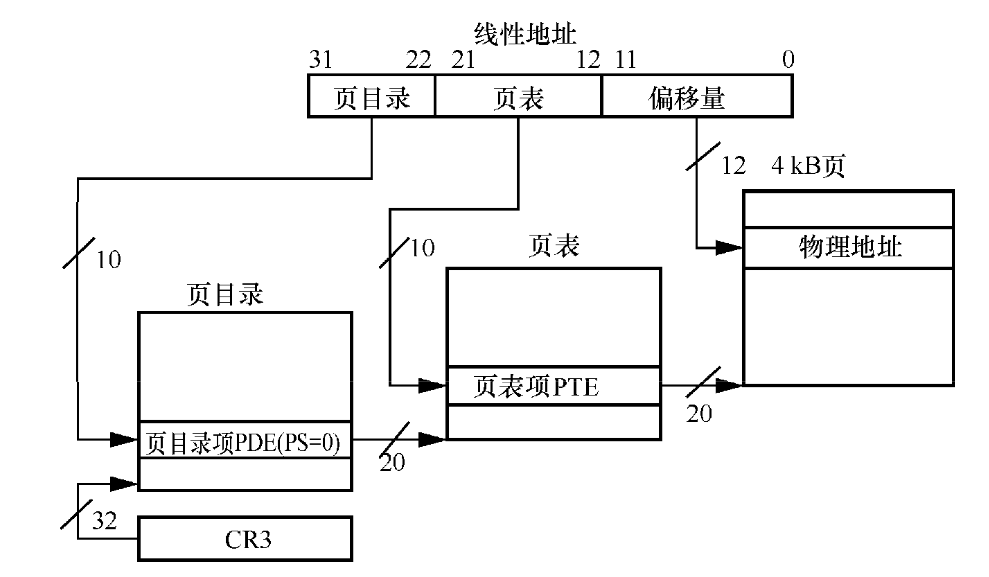 线性地址
31 22 21 12 11 0
页目录 页表 偏移量
12 4 kB页
10 10 页表 物理地址
页目录
页表项PTE
20
页目录项PDE(PS=0)
20
32
CR3